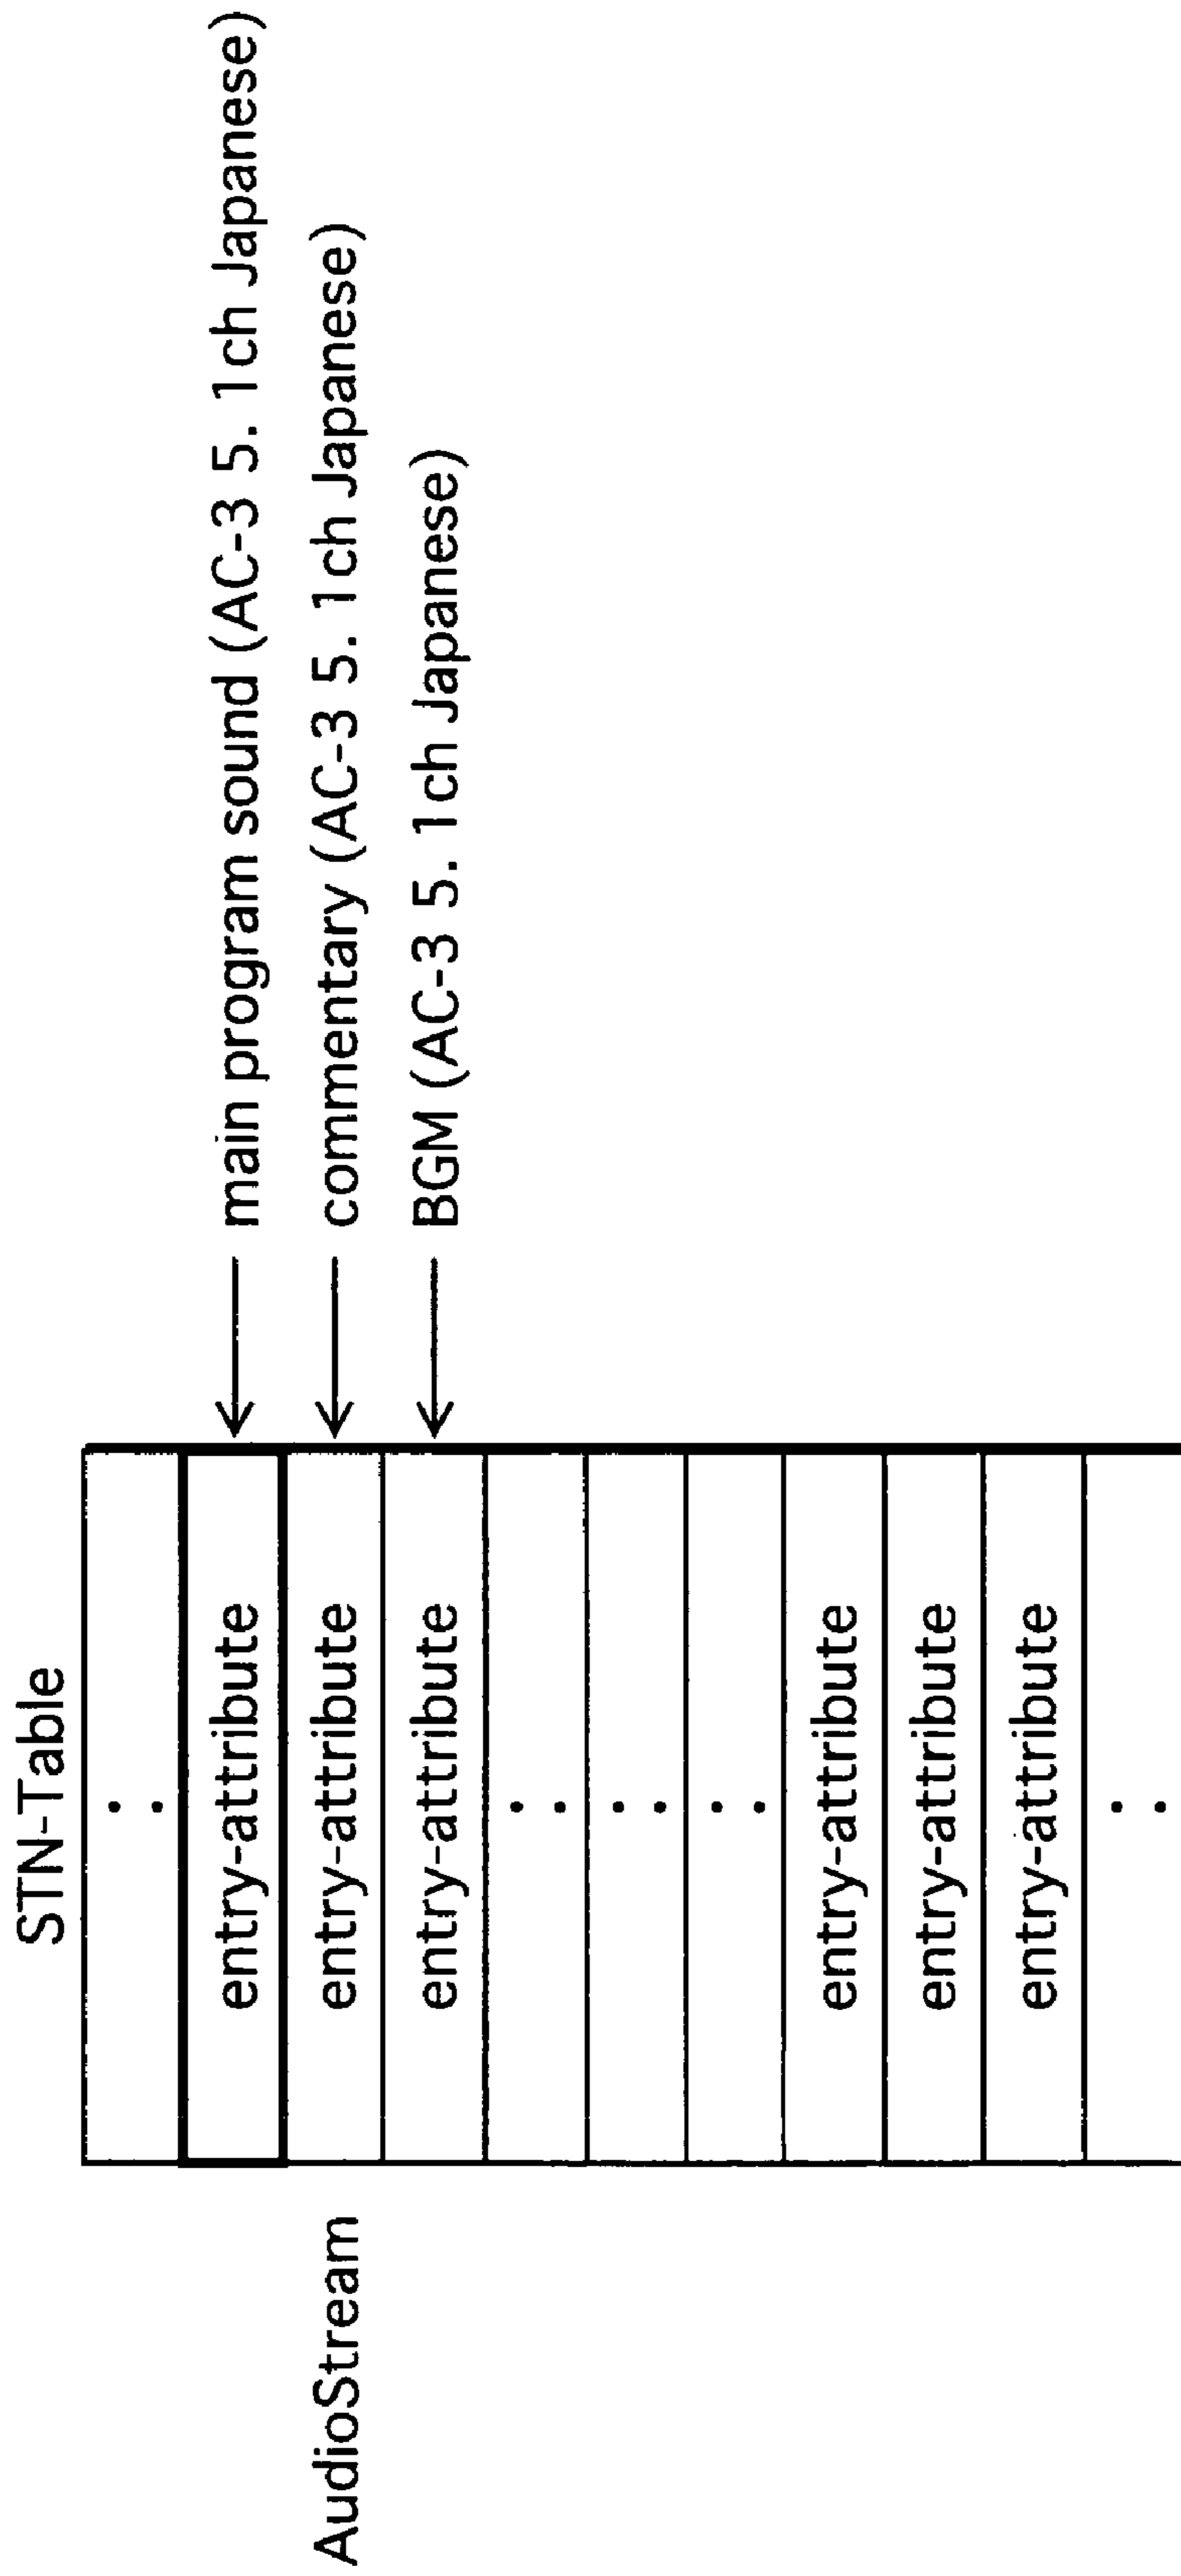 STN-Table
:
entry-attribute
main program sound (AC-3 5. 1ch Japanese)
AudioStream
entry-attribute
commentary (AC-3 5. 1ch Japanese)
entry-attribute
BGM (AC-3 5. 1ch Japanese)
:
:
:
entry-attribute
entry-attribute
entry-attribute
: